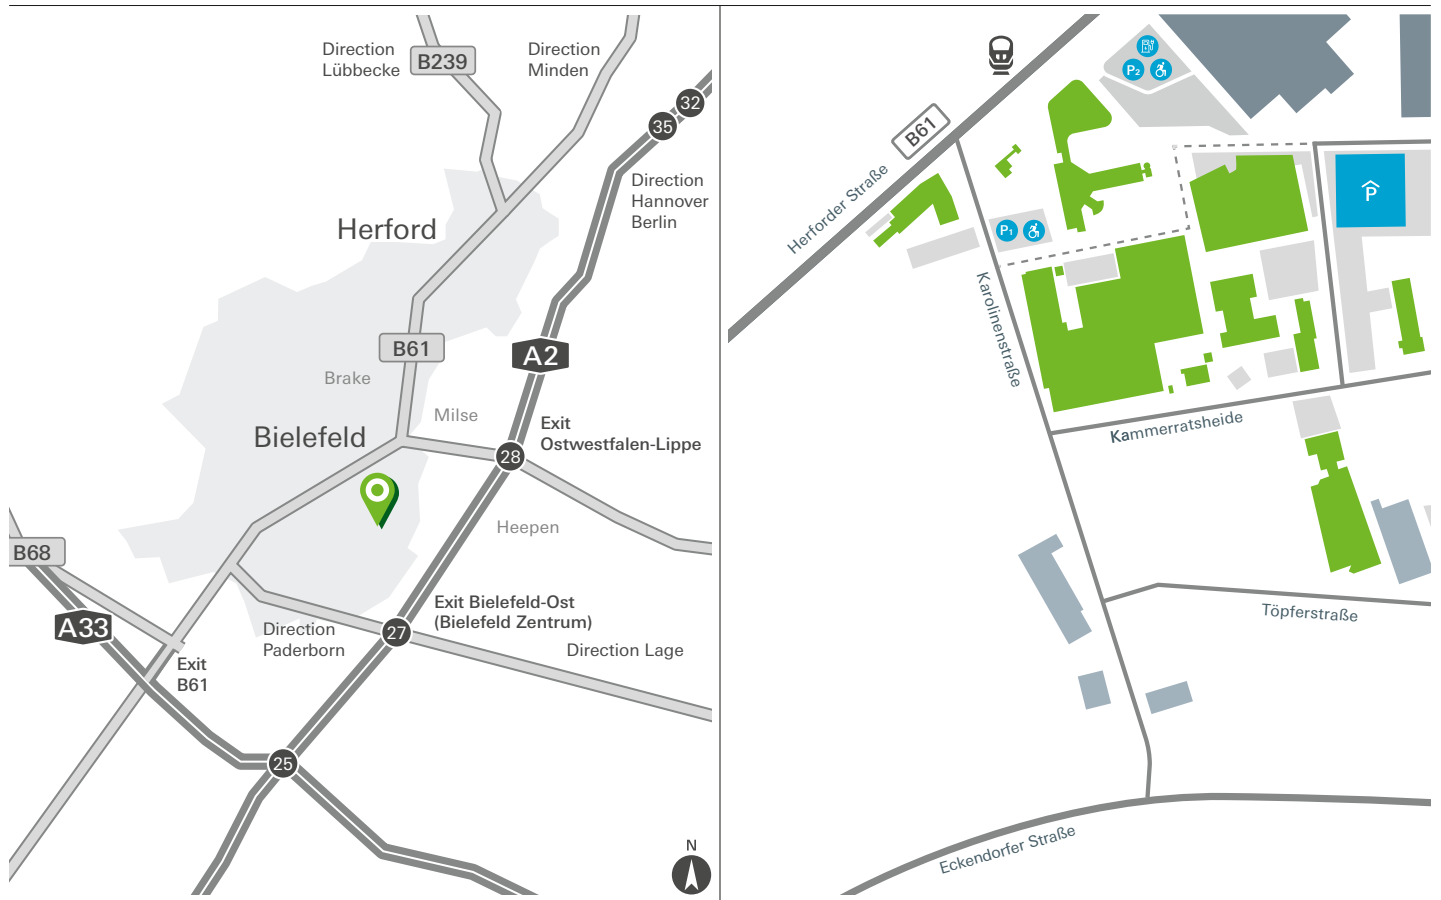 Direction
Lübbecke
B239
Direction
Minden
32
35
Direction
Hannover
Berlin
Herford
B61
A2
Brake
Milse
Exit
Ostwestfalen-Lippe
Bielefeld
28
Heepen
B68
A33
Exit Bielefeld-Ost
(Bielefeld Zentrum)
27
Direction
Paderborn
Direction Lage
Exit
B61
25
N
B61
Herforder Straße
P2
P1
P
Karolinenstraße
Kammerratsheide
Töpferstraße
Eckendorfer Straße